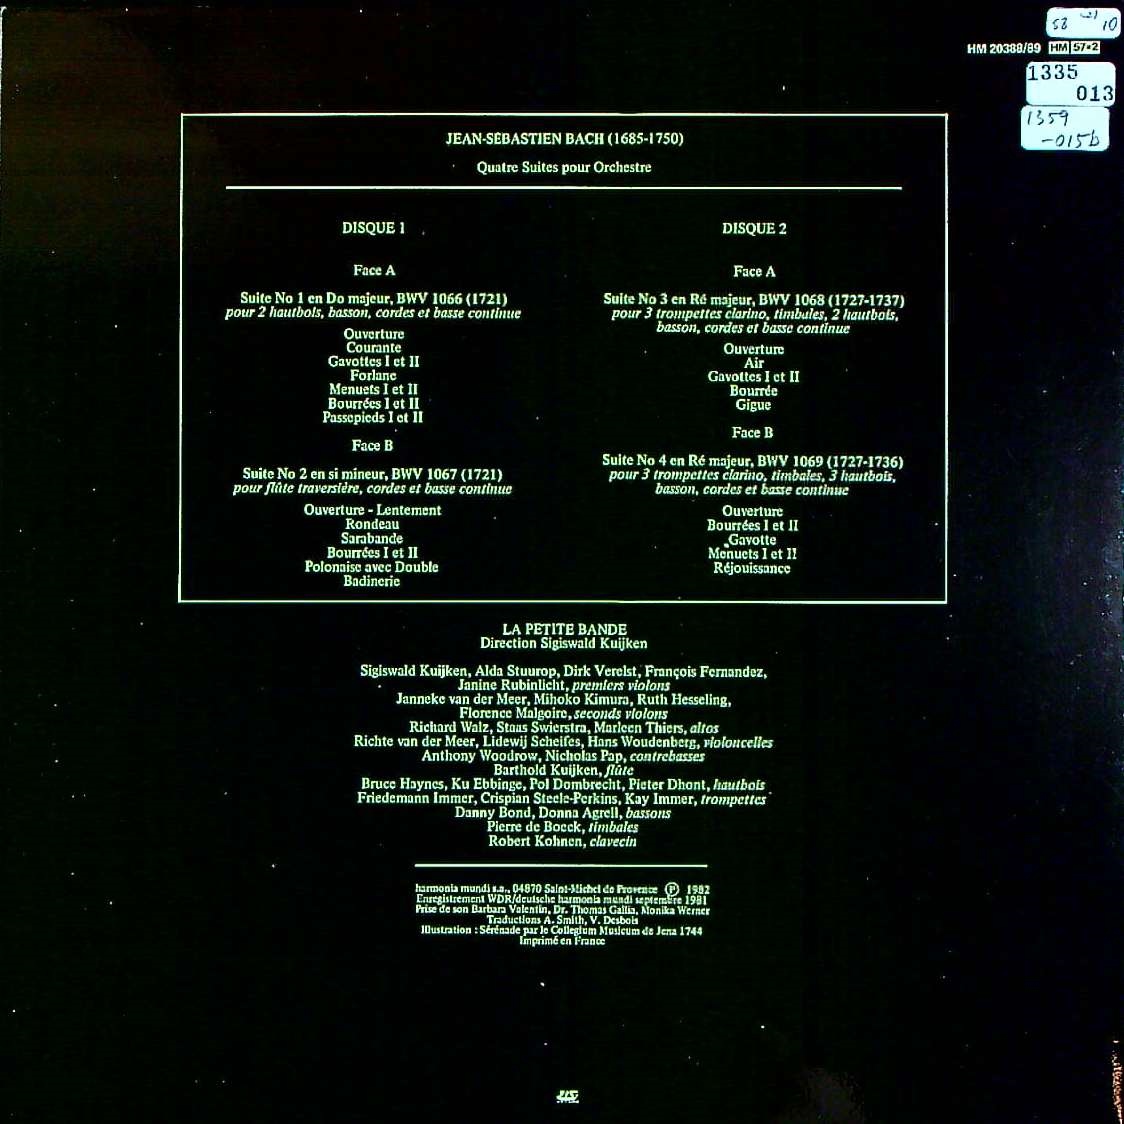 58 10
HM 20388/89 HM 57·2
1335
013
1359
-015b
JEAN-SÉBASTIEN BACH (1685-1750)
Quatre Suites pour Orchestre
DISQUE 1
Face A
Suite No 1 en Do majeur, BWV 1066 (1721)
pour 2 hautbois, basson, cordes et basse continue
Ouverture
Courante
Gavottes I et II
Forlane
Menuets I et II
Bourrées I et II
Passepieds I et II
Face B
Suite No 2 en si mineur, BWV 1067 (1721)
pour flûte traversière, cordes et basse continue
Ouverture - Lentement
Rondeau
Sarabande
Bourrées I et II
Polonaise avec Double
Badinerie
DISQUE 2
Face A
Suite No 3 en Ré majeur, BWV 1068 (1727-1737)
pour 3 trompettes clarino, timbales, 2 hautbois,
basson, cordes et basse continue
Ouverture
Air
Gavottes I et II
Bourrée
Gigue
Face B
Suite No 4 en Ré majeur, BWV 1069 (1727-1736)
pour 3 trompettes clarino, timbales, 3 hautbois,
basson, cordes et basse continue
Ouverture
Bourrées I et II
Gavotte
Menuets I et II
Réjouissance
LA PETITE BANDE
Direction Sigiswald Kuijken
Sigiswald Kuijken, Alda Stuurop, Dirk Verelst, François Fernandez,
Janine Rubinlicht, premiers violons
Janneke van der Meer, Mihoko Kimura, Ruth Hesseling,
Florence Malgoire, seconds violons
Richard Walz, Staas Swierstra, Marleen Thiers, altos
Richte van der Meer, Lidewij Scheifes, Hans Woudenberg, violoncelles
Anthony Woodrow, Nicholas Pap, contrebasses
Barthold Kuijken, flûte
Bruce Haynes, Ku Ebbinge, Pol Dombrecht, Pieter Dhont, hautbois
Friedemann Immer, Crispian Steele-Perkins, Kay Immer, trompettes
Danny Bond, Donna Agrell, bassons
Pierre de Boeck, timbales
Robert Kohnen, clavecin
harmonia mundi s.a., 04870 Saint-Michel de Provence Ⓟ 1982
Enregistrement WDR/deutsche harmonia mundi septembre 1981
Prise de son Barbara Valentin, Dr. Thomas Gallia, Monika Werner
Traductions A. Smith, V. Desbois
Illustration : Sérénade par le Collegium Musicum de Jena 1744
Imprimé en France